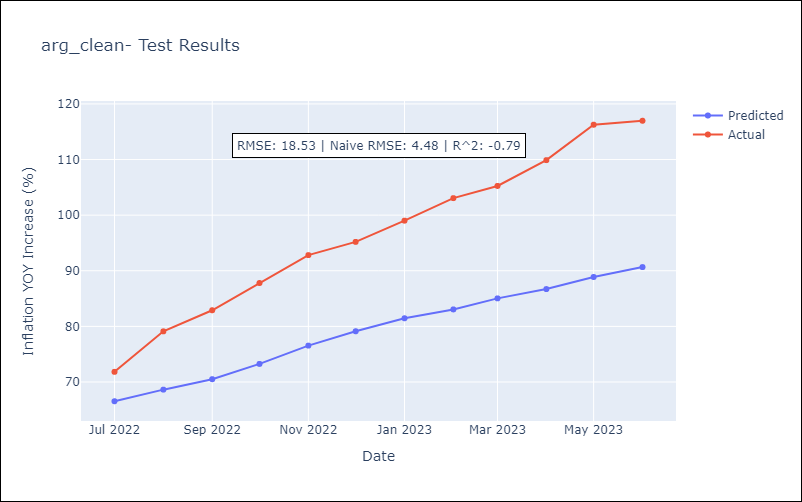 arg_clean- Test Results
120
110
100
90
80
70
Inflation YOY Increase (%)
RMSE: 18.53 | Naive RMSE: 4.48 | R^2: -0.79
Predicted
Actual
Jul 2022
Sep 2022
Nov 2022
Jan 2023
Mar 2023
May 2023
Date